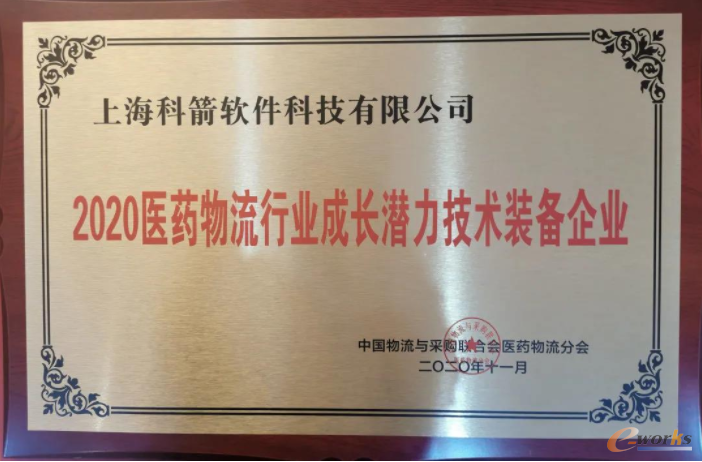 上海科箭软件科技有限公司
2020医药物流行业成长潜力技术装备企业
中国物流与采购联合会医药物流分会
二〇二〇年十一月
e-works